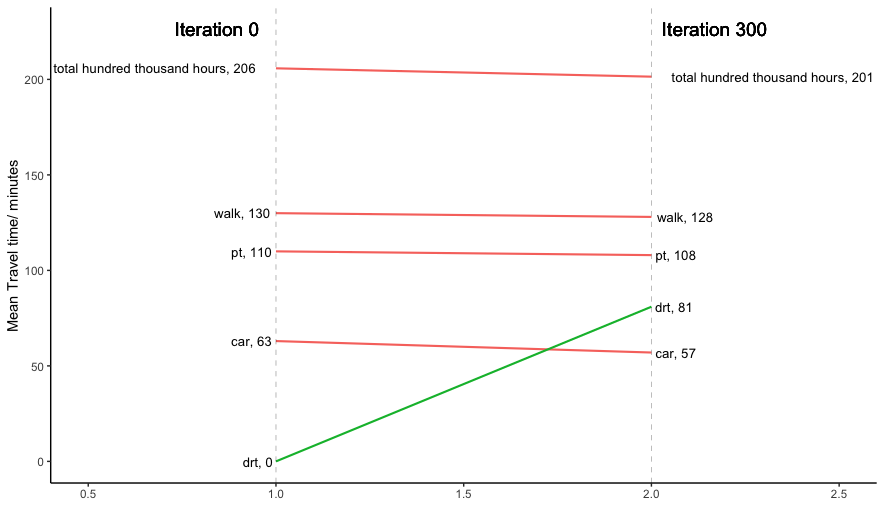 Iteration 0
Iteration 300
total hundred thousand hours, 206
total hundred thousand hours, 201
walk, 130
walk, 128
pt, 110
pt, 108
drt, 81
car, 63
car, 57
drt, 0
Mean Travel time/ minutes
200
150
100
50
0
0.5
1.0
1.5
2.0
2.5